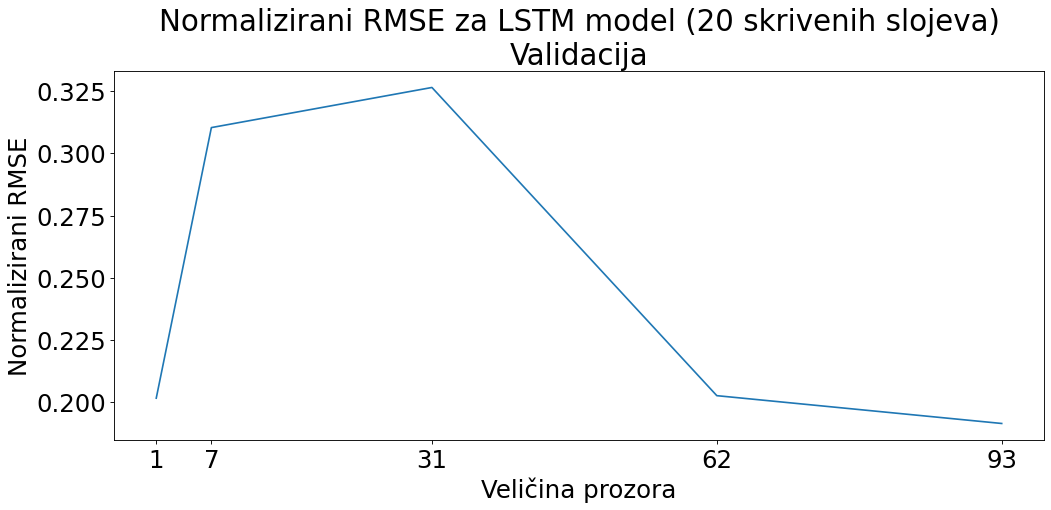 Normalizirani RMSE za LSTM model (20 skrivenih slojeva)
Validacija
Normalizirani RMSE
0.325
0.300
0.275
0.250
0.225
0.200
1 7 31 62 93
Veličina prozora